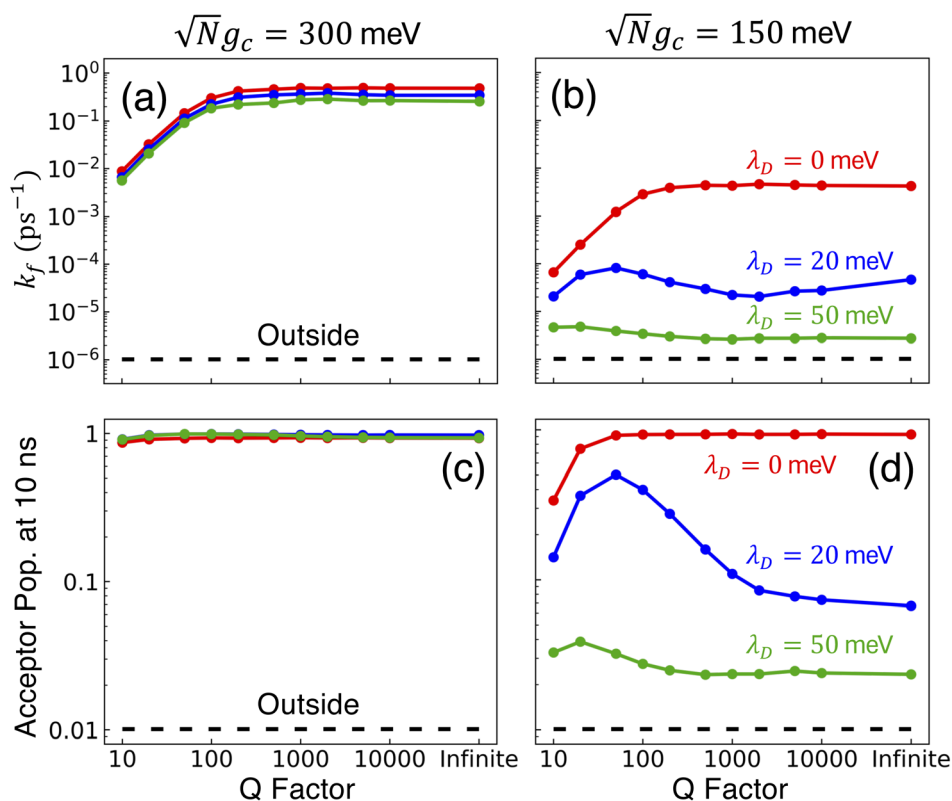 √N g_c = 300 meV
√N g_c = 150 meV
(a)
(b)
k_f (ps⁻¹)
10⁰
10⁻¹
10⁻²
10⁻³
10⁻⁴
10⁻⁵
10⁻⁶
Outside
λ_D = 0 meV
λ_D = 20 meV
λ_D = 50 meV
(c)
(d)
Acceptor Pop. at 10 ns
1
0.1
0.01
Outside
λ_D = 0 meV
λ_D = 20 meV
λ_D = 50 meV
10 100 1000 10000 Infinite
10 100 1000 10000 Infinite
Q Factor
Q Factor